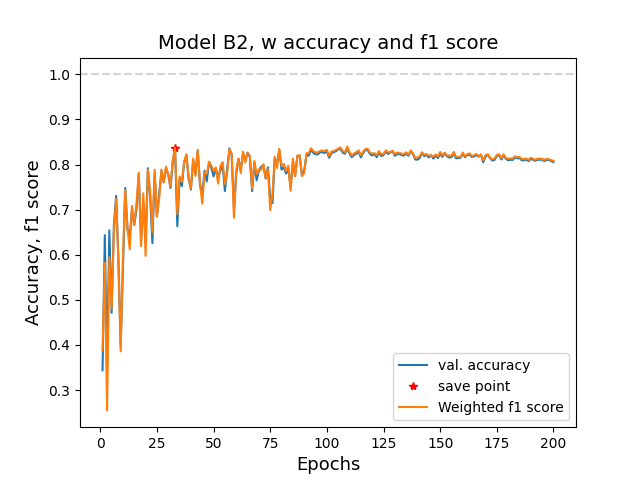 Model B2, w accuracy and f1 score
Accuracy, f1 score
1.0
0.9
0.8
0.7
0.6
0.5
0.4
0.3
val. accuracy
save point
Weighted f1 score
0 25 50 75 100 125 150 175 200
Epochs